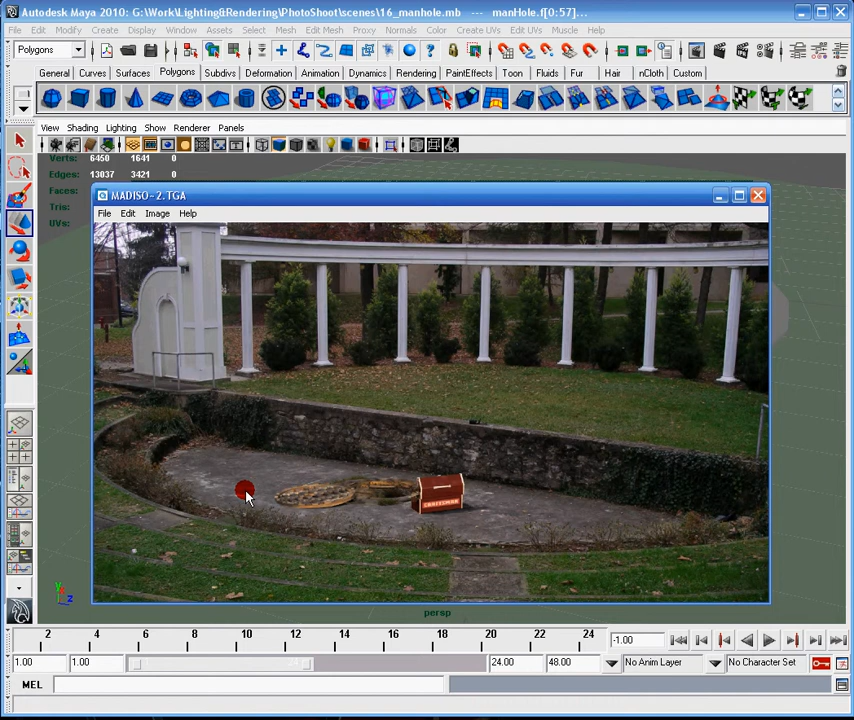 Autodesk Maya 2010: G:\Work\Lighting&Rendering\PhotoShoot\scenes\16_manhole.mb --- manHole.f[0:57]...
File Edit Modify Create Display Window Assets Select Mesh Edit Mesh Proxy Normals Color Create UVs Edit UVs Muscle Help
Polygons
General Curves Surfaces Polygons Subdivs Deformation Animation Dynamics Rendering PaintEffects Toon Fluids Fur Hair nCloth Custom
View Shading Lighting Show Renderer Panels
Verts: 6450 1641 0
Edges: 13037 3421 0
Faces:
Tris:
UVs:
MADISO~2.TGA
File Edit Image Help
CRAFTSMAN
persp
2 4 6 8 10 12 14 16 18 20 22 24
-1.00
1.00 1.00 24 24.00 48.00 No Anim Layer No Character Set
MEL